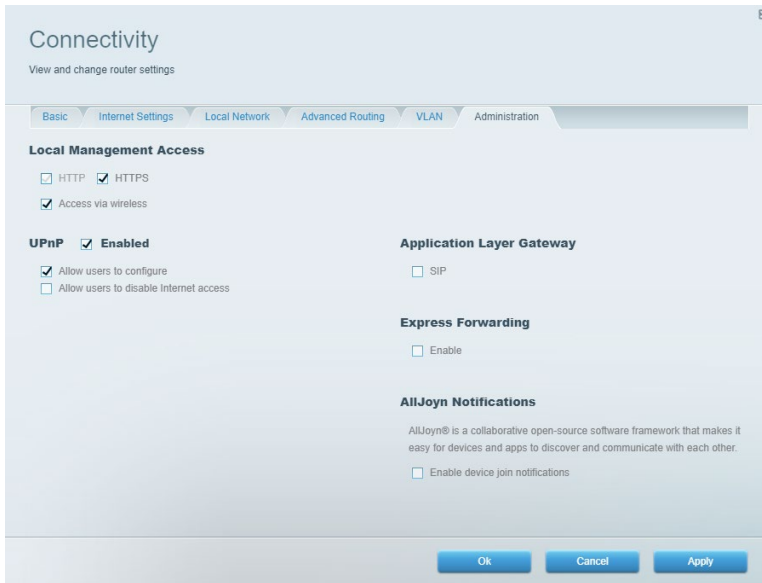 Connectivity
View and change router settings
Basic Internet Settings Local Network Advanced Routing VLAN Administration
Local Management Access
HTTP HTTPS
Access via wireless
UPnP Enabled
Allow users to configure
Allow users to disable Internet access
Application Layer Gateway
SIP
Express Forwarding
Enable
AllJoyn Notifications
AllJoyn® is a collaborative open-source software framework that makes it
easy for devices and apps to discover and communicate with each other.
Enable device join notifications
Ok Cancel Apply